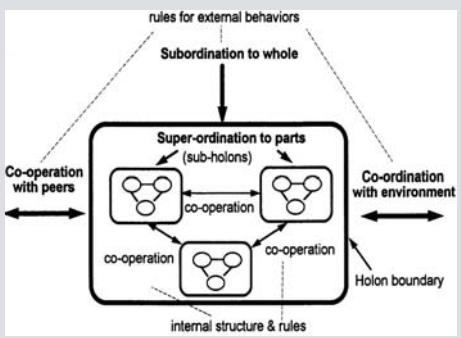 rules for external behaviors
Subordination to whole
Super-ordination to parts
(sub-holons)
Co-operation
with peers
Co-ordination
with environment
co-operation
co-operation
co-operation
Holon boundary
internal structure & rules